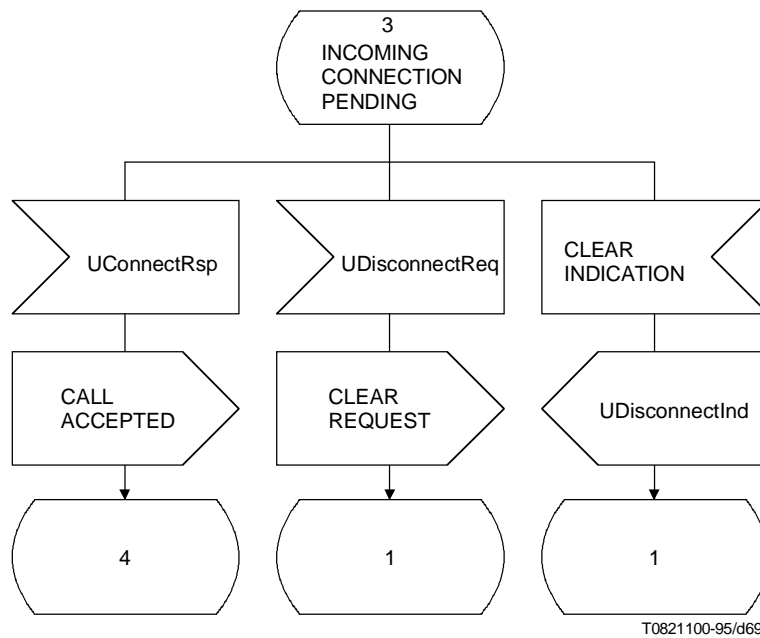 3
INCOMING
CONNECTION
PENDING
UConnectRsp
UDisconnectReq
CLEAR
INDICATION
CALL
ACCEPTED
CLEAR
REQUEST
UDisconnectInd
4
1
1
T0821100-95/d69